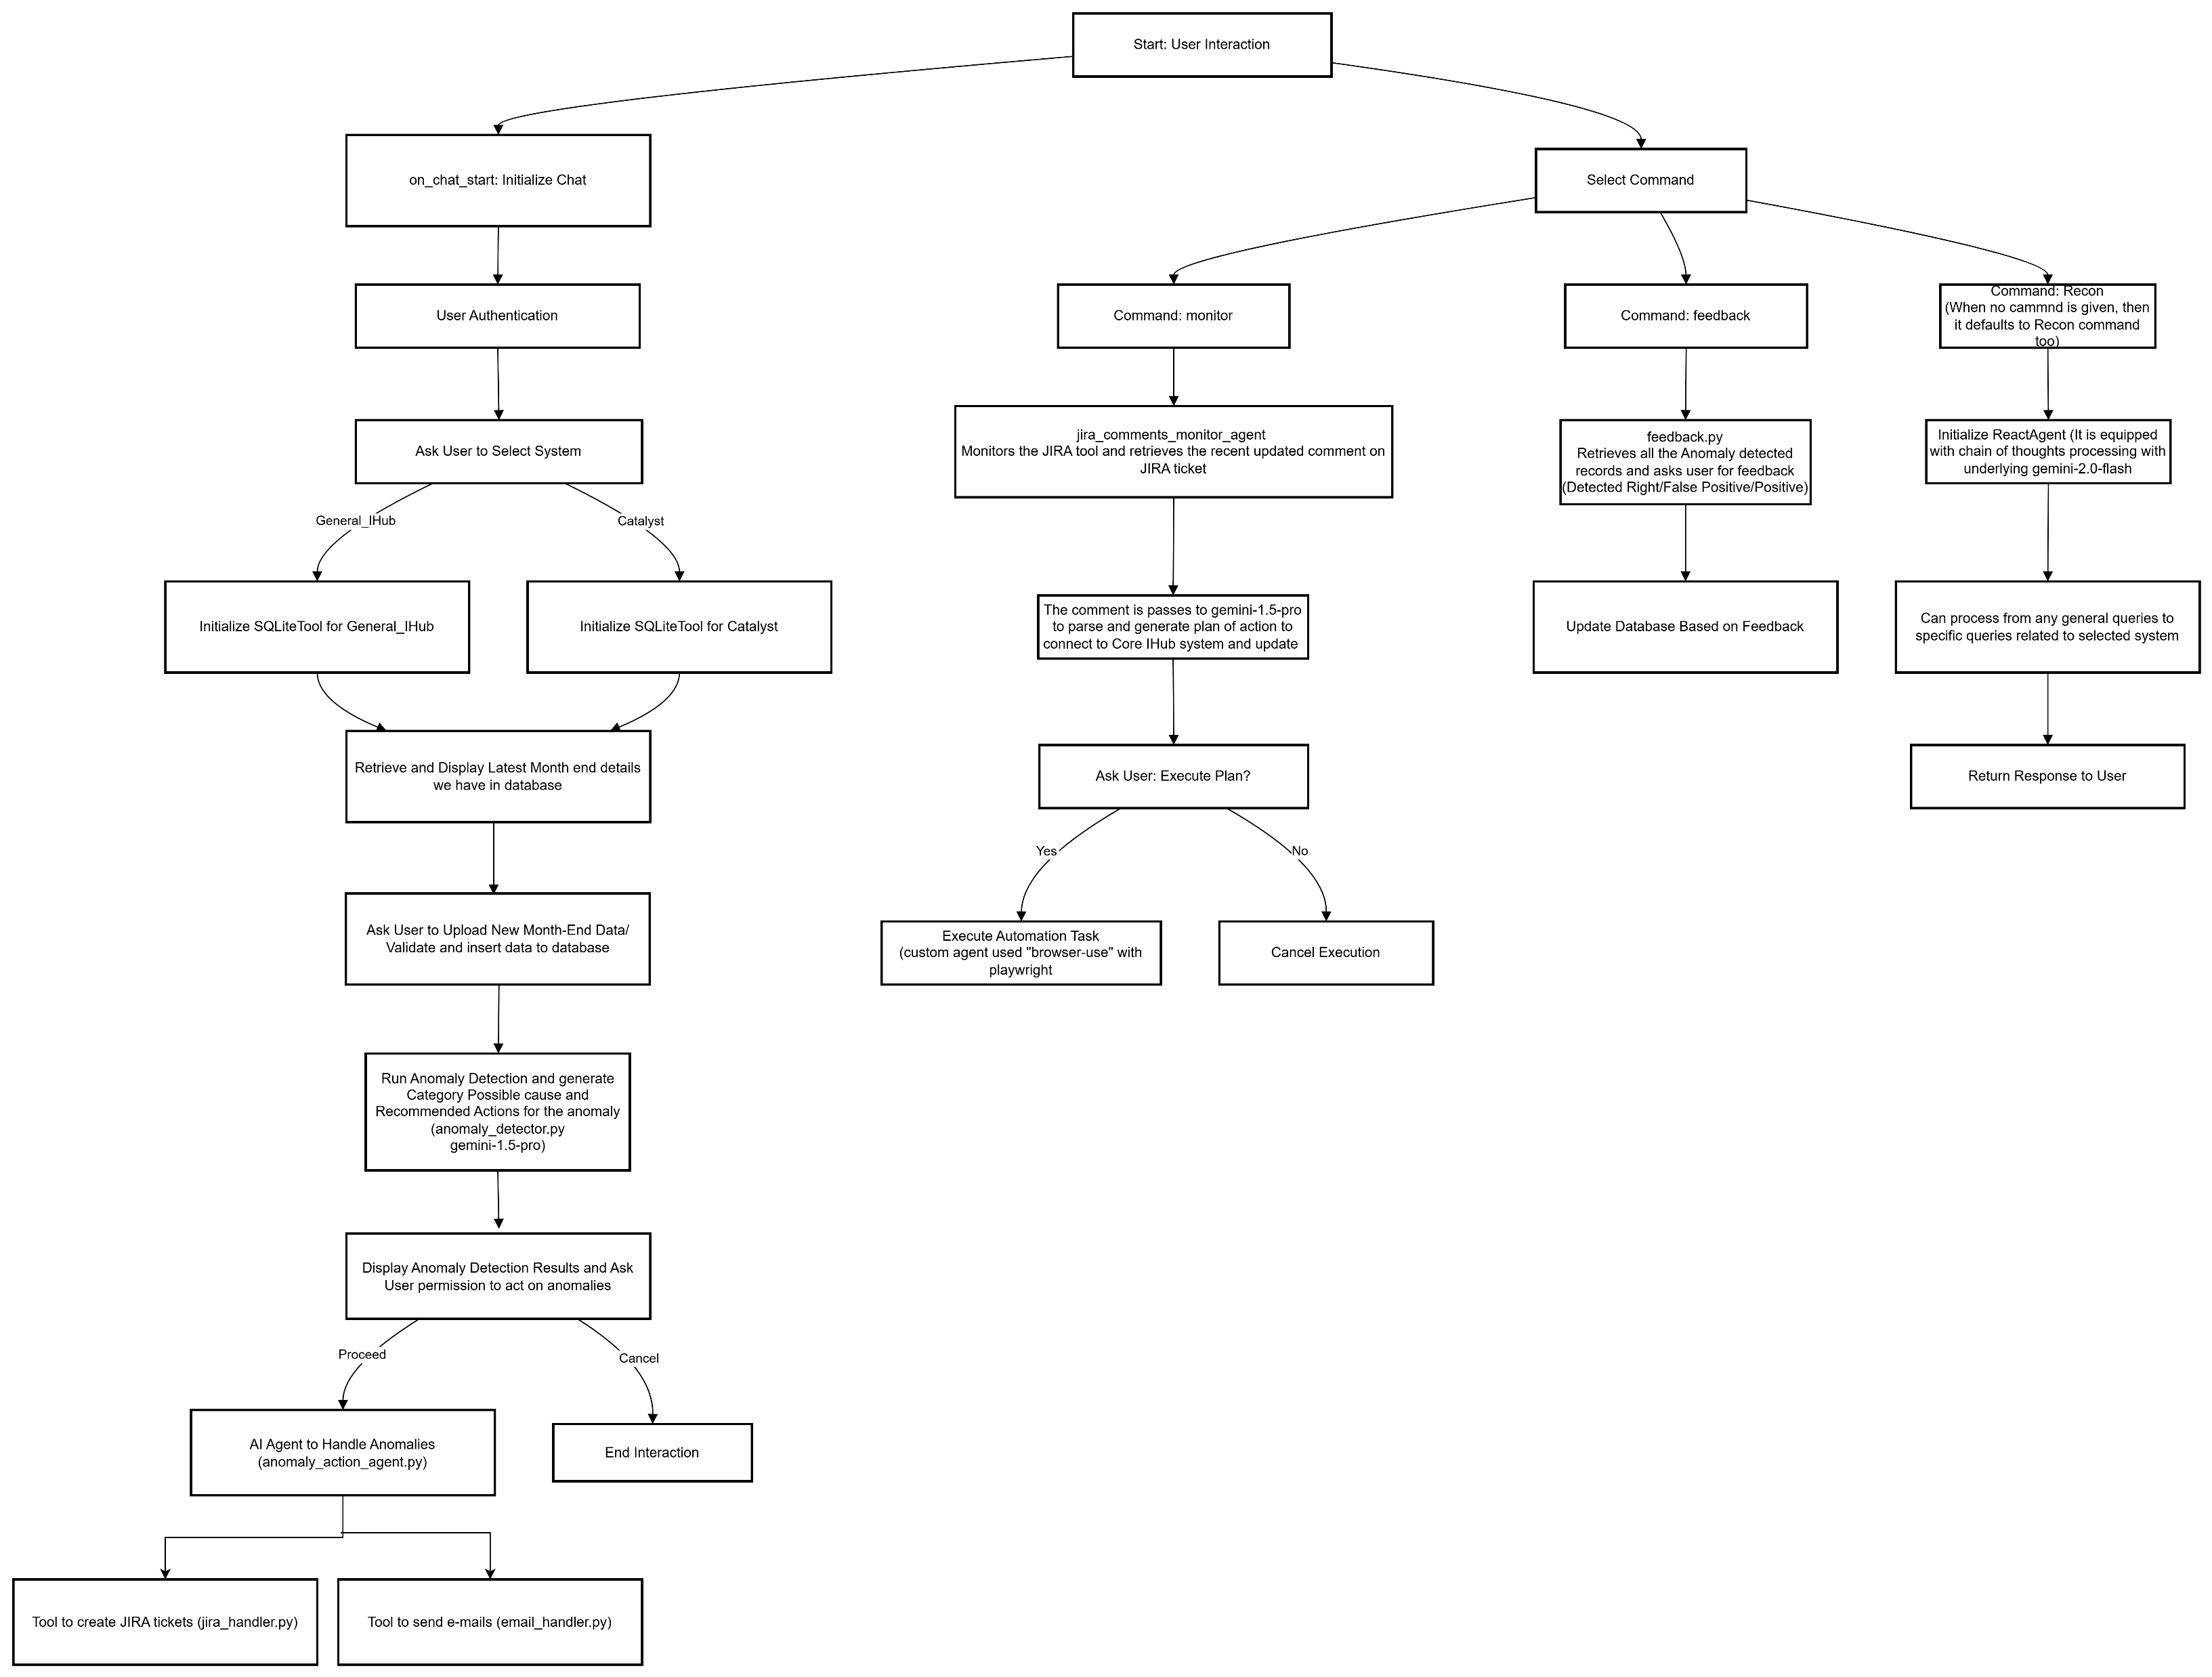 Start: User Interaction
on_chat_start: Initialize Chat
Select Command
User Authentication
Command: monitor
Command: feedback
Command: Recon
(When no cammnd is given, then
it defaults to Recon command
too)
Ask User to Select System
jira_comments_monitor_agent
Monitors the JIRA tool and retrieves the recent updated comment on
JIRA ticket
feedback.py
Retrieves all the Anomaly detected
records and asks user for feedback
(Detected Right/False Positive/Positive)
Initialize ReactAgent (It is equipped
with chain of thoughts processing with
underlying gemini-2.0-flash
General_IHub
Catalyst
Initialize SQLiteTool for General_IHub
Initialize SQLiteTool for Catalyst
The comment is passes to gemini-1.5-pro
to parse and generate plan of action to
connect to Core IHub system and update
Update Database Based on Feedback
Can process from any general queries to
specific queries related to selected system
Retrieve and Display Latest Month end details
we have in database
Ask User: Execute Plan?
Return Response to User
Yes
No
Ask User to Upload New Month-End Data/
Validate and insert data to database
Execute Automation Task
(custom agent used "browser-use" with
playwright
Cancel Execution
Run Anomaly Detection and generate
Category Possible cause and
Recommended Actions for the anomaly
(anomaly_detector.py
gemini-1.5-pro)
Display Anomaly Detection Results and Ask
User permission to act on anomalies
Proceed
Cancel
AI Agent to Handle Anomalies
(anomaly_action_agent.py)
End Interaction
Tool to create JIRA tickets (jira_handler.py)
Tool to send e-mails (email_handler.py)